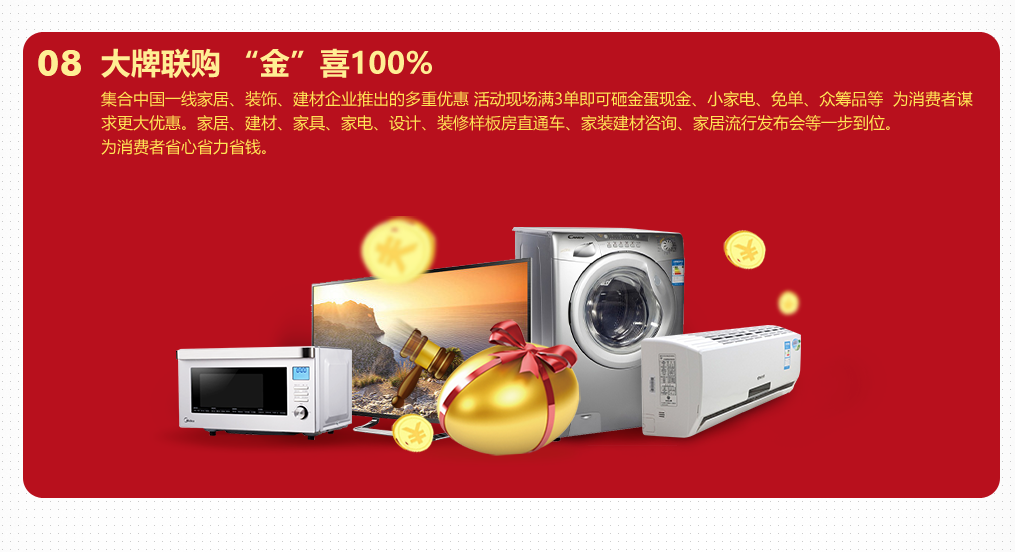 08 大牌联购 “金”喜100%
集合中国一线家居、装饰、建材企业推出的多重优惠 活动现场满3单即可砸金蛋现金、小家电、免单、众筹品等 为消费者谋
求更大优惠。家居、建材、家具、家电、设计、装修样板房直通车、家装建材咨询、家居流行发布会等一步到位。
为消费者省心省力省钱。
Midea